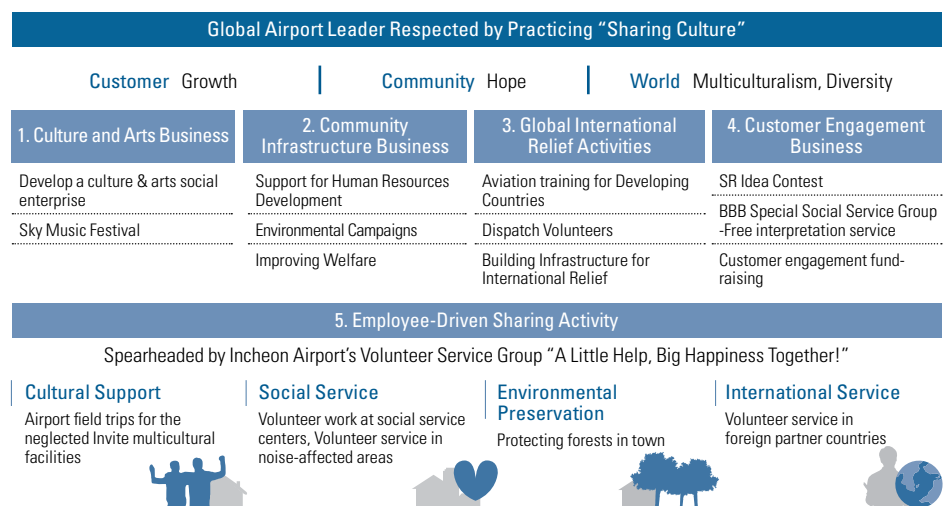 Global Airport Leader Respected by Practicing “Sharing Culture”
Customer Growth
Community Hope
World Multiculturalism, Diversity
1. Culture and Arts Business
Develop a culture & arts social
enterprise
Sky Music Festival
2. Community
Infrastructure Business
Support for Human Resources
Development
Environmental Campaigns
Improving Welfare
3. Global International
Relief Activities
Aviation training for Developing
Countries
Dispatch Volunteers
Building Infrastructure for
International Relief
4. Customer Engagement
Business
SR Idea Contest
BBB Special Social Service Group
-Free interpretation service
Customer engagement fund-
raising
5. Employee-Driven Sharing Activity
Spearheaded by Incheon Airport’s Volunteer Service Group “A Little Help, Big Happiness Together!”
Cultural Support
Airport field trips for the
neglected Invite multicultural
facilities
Social Service
Volunteer work at social service
centers, Volunteer service in
noise-affected areas
Environmental
Preservation
Protecting forests in town
International Service
Volunteer service in
foreign partner countries